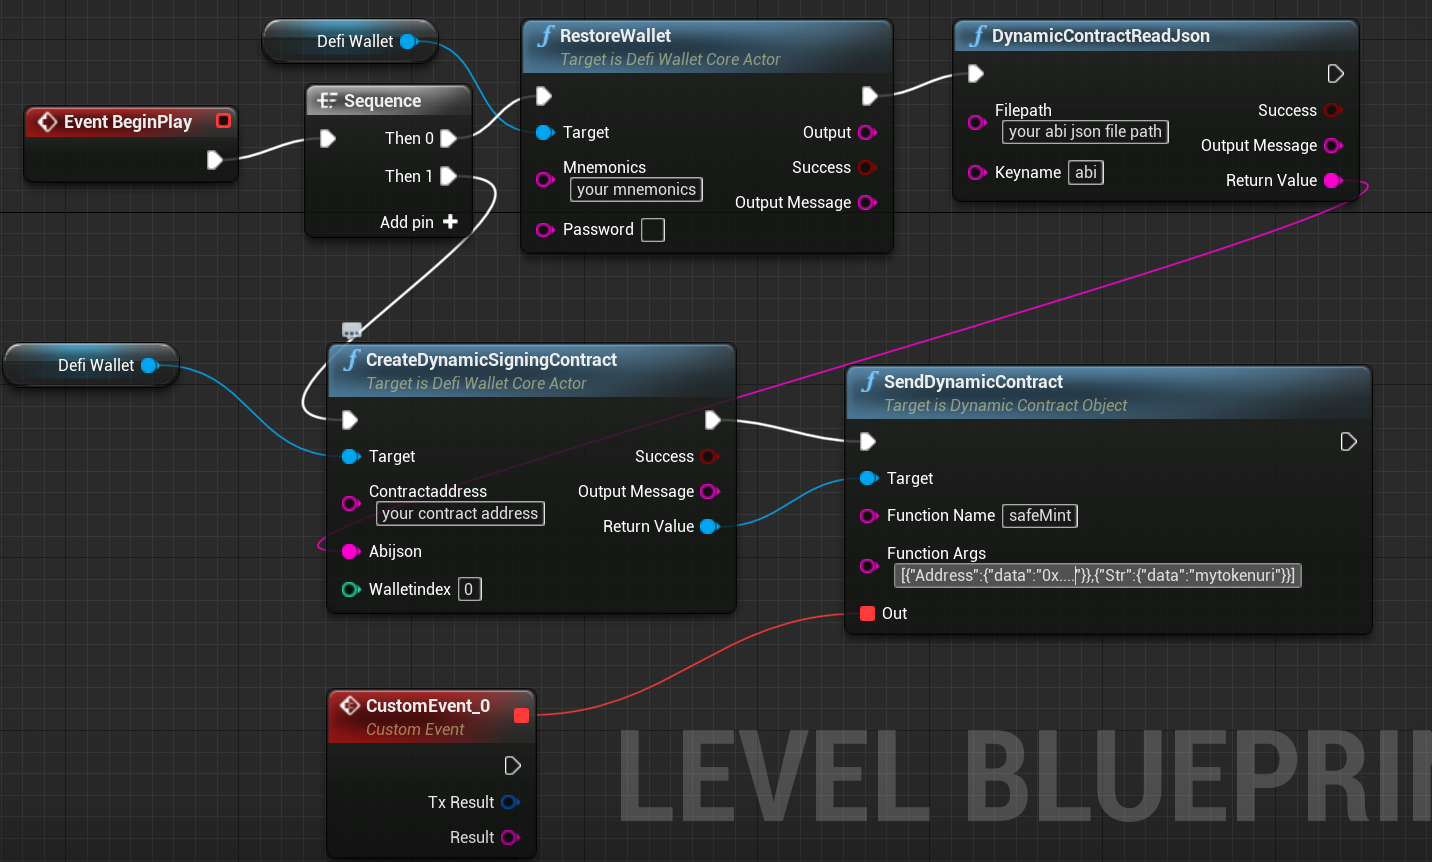 Defi Wallet
RestoreWallet
Target is Defi Wallet Core Actor
Target
Output
Mnemonics
your mnemonics
Success
Output Message
Password
DynamicContractReadJson
Filepath
your abi json file path
Success
Output Message
Keyname abi
Return Value
Event BeginPlay
Sequence
Then 0
Then 1
Add pin
Defi Wallet
CreateDynamicSigningContract
Target is Defi Wallet Core Actor
Target
Success
Contractaddress
your contract address
Output Message
Return Value
Abijson
Walletindex 0
SendDynamicContract
Target is Dynamic Contract Object
Target
Function Name safeMint
Function Args
[{"Address":{"data":"0x...."}},{"Str":{"data":"mytokenuri"}}]
Out
CustomEvent_0
Custom Event
Tx Result
Result
LEVEL BLUEPRIN